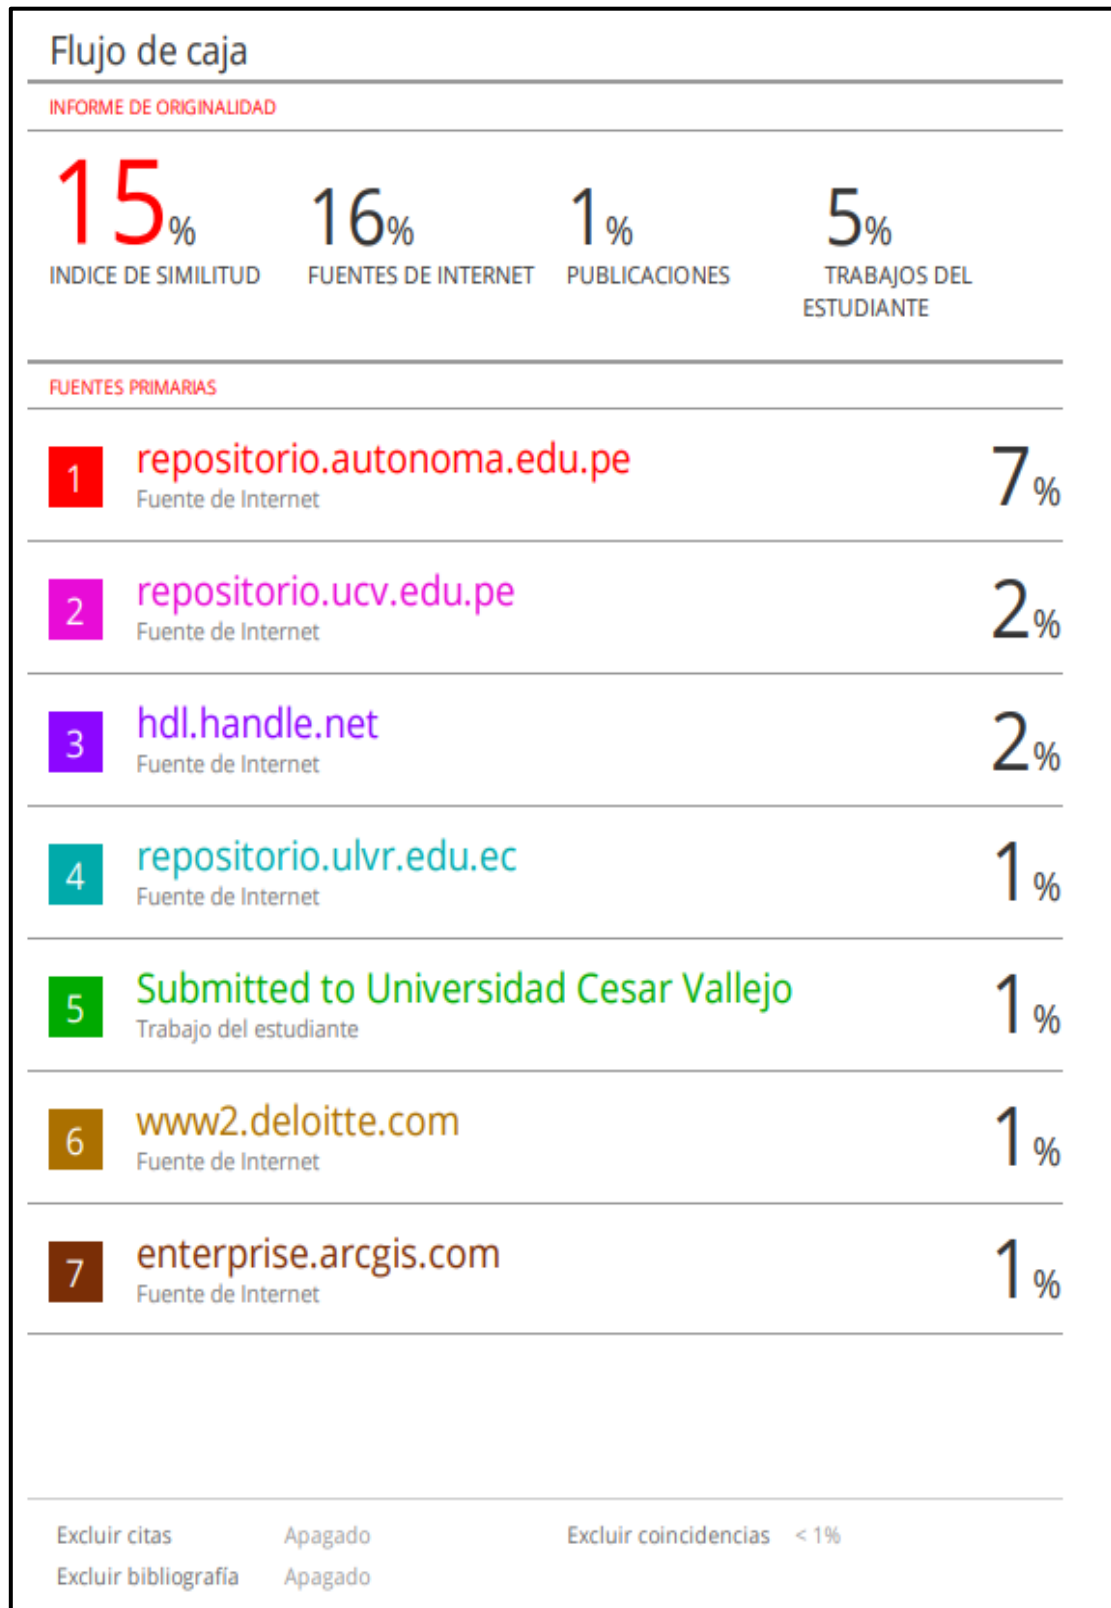 Flujo de caja
INFORME DE ORIGINALIDAD
15% 16% 1% 5%
INDICE DE SIMILITUD FUENTES DE INTERNET PUBLICACIONES TRABAJOS DEL
ESTUDIANTE
FUENTES PRIMARIAS
1 repositorio.autonoma.edu.pe 7%
Fuente de Internet
2 repositorio.ucv.edu.pe 2%
Fuente de Internet
3 hdl.handle.net 2%
Fuente de Internet
4 repositorio.ulvr.edu.ec 1%
Fuente de Internet
5 Submitted to Universidad Cesar Vallejo 1%
Trabajo del estudiante
6 www2.deloitte.com 1%
Fuente de Internet
7 enterprise.arcgis.com 1%
Fuente de Internet
Excluir citas Apagado Excluir coincidencias < 1%
Excluir bibliografía Apagado